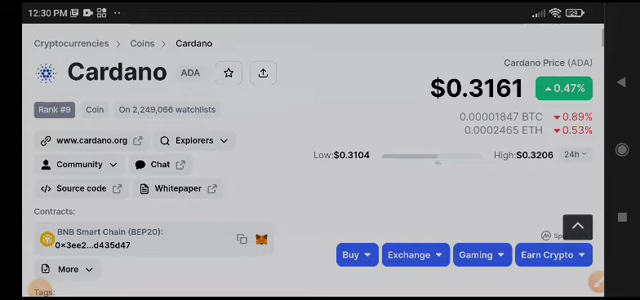 12:30 PM
Cryptocurrencies > Coins > Cardano
Cardano ADA
Cardano Price (ADA)
$0.3161 0.47%
Rank #9 Coin On 2,249,066 watchlists
0.00001847 BTC 0.89%
0.0002465 ETH 0.53%
www.cardano.org Explorers
Low:$0.3104 High:$0.3206 24h
Community Chat
Source code Whitepaper
Contracts:
BNB Smart Chain (BEP20):
0x3ee2...d435d47
Buy Exchange Gaming Earn Crypto
More
Tags: